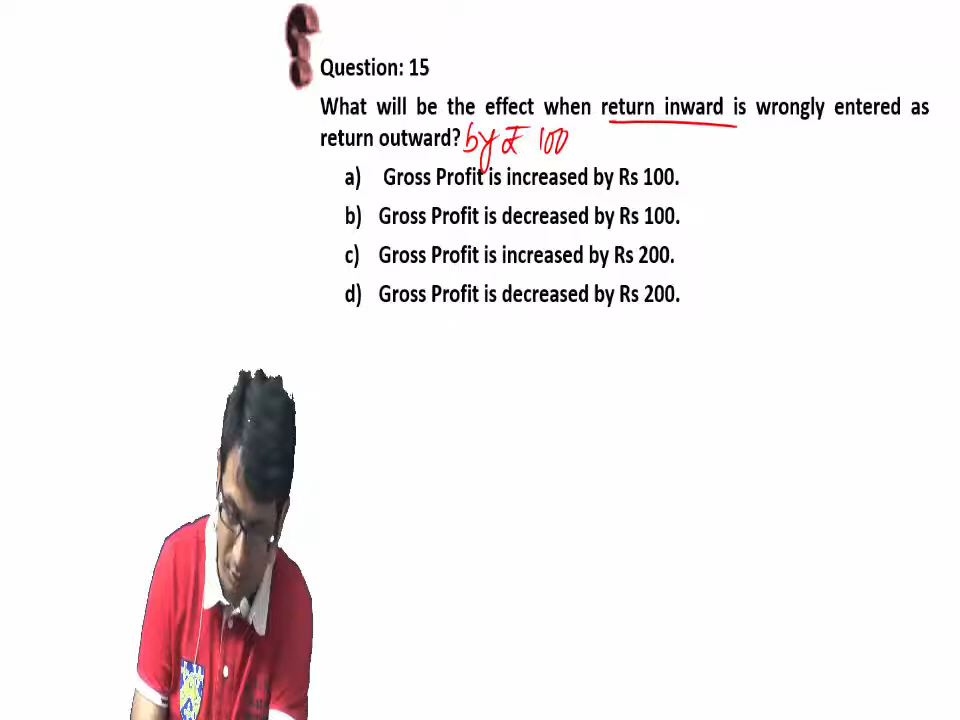 Question: 15
What will be the effect when return inward is wrongly entered as
return outward? by ₹ 100
a) Gross Profit is increased by Rs 100.
b) Gross Profit is decreased by Rs 100.
c) Gross Profit is increased by Rs 200.
d) Gross Profit is decreased by Rs 200.